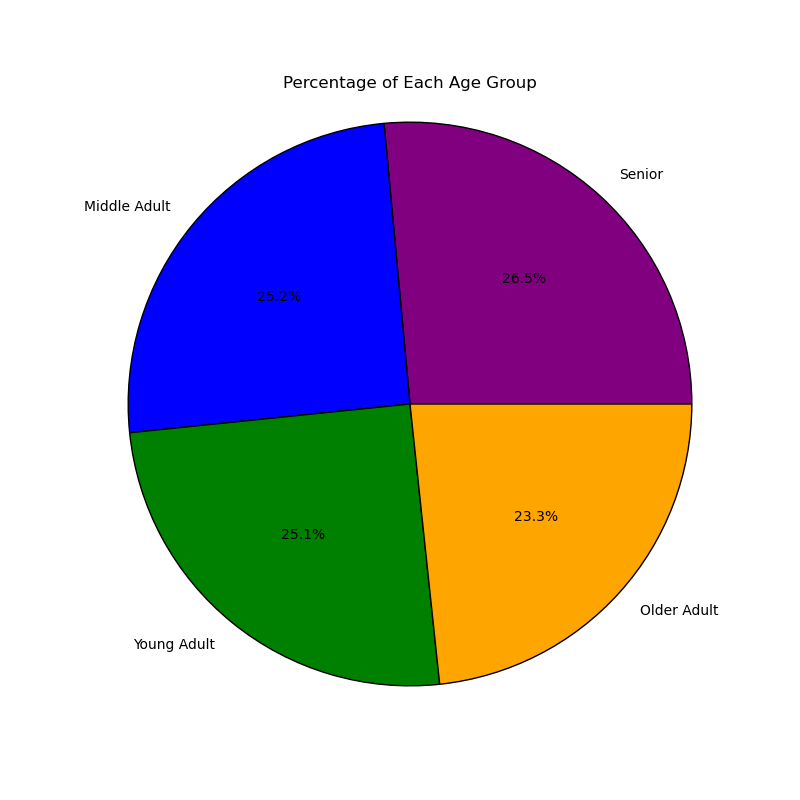 Percentage of Each Age Group
Senior
Middle Adult
26.5%
25.2%
23.3%
25.1%
Older Adult
Young Adult